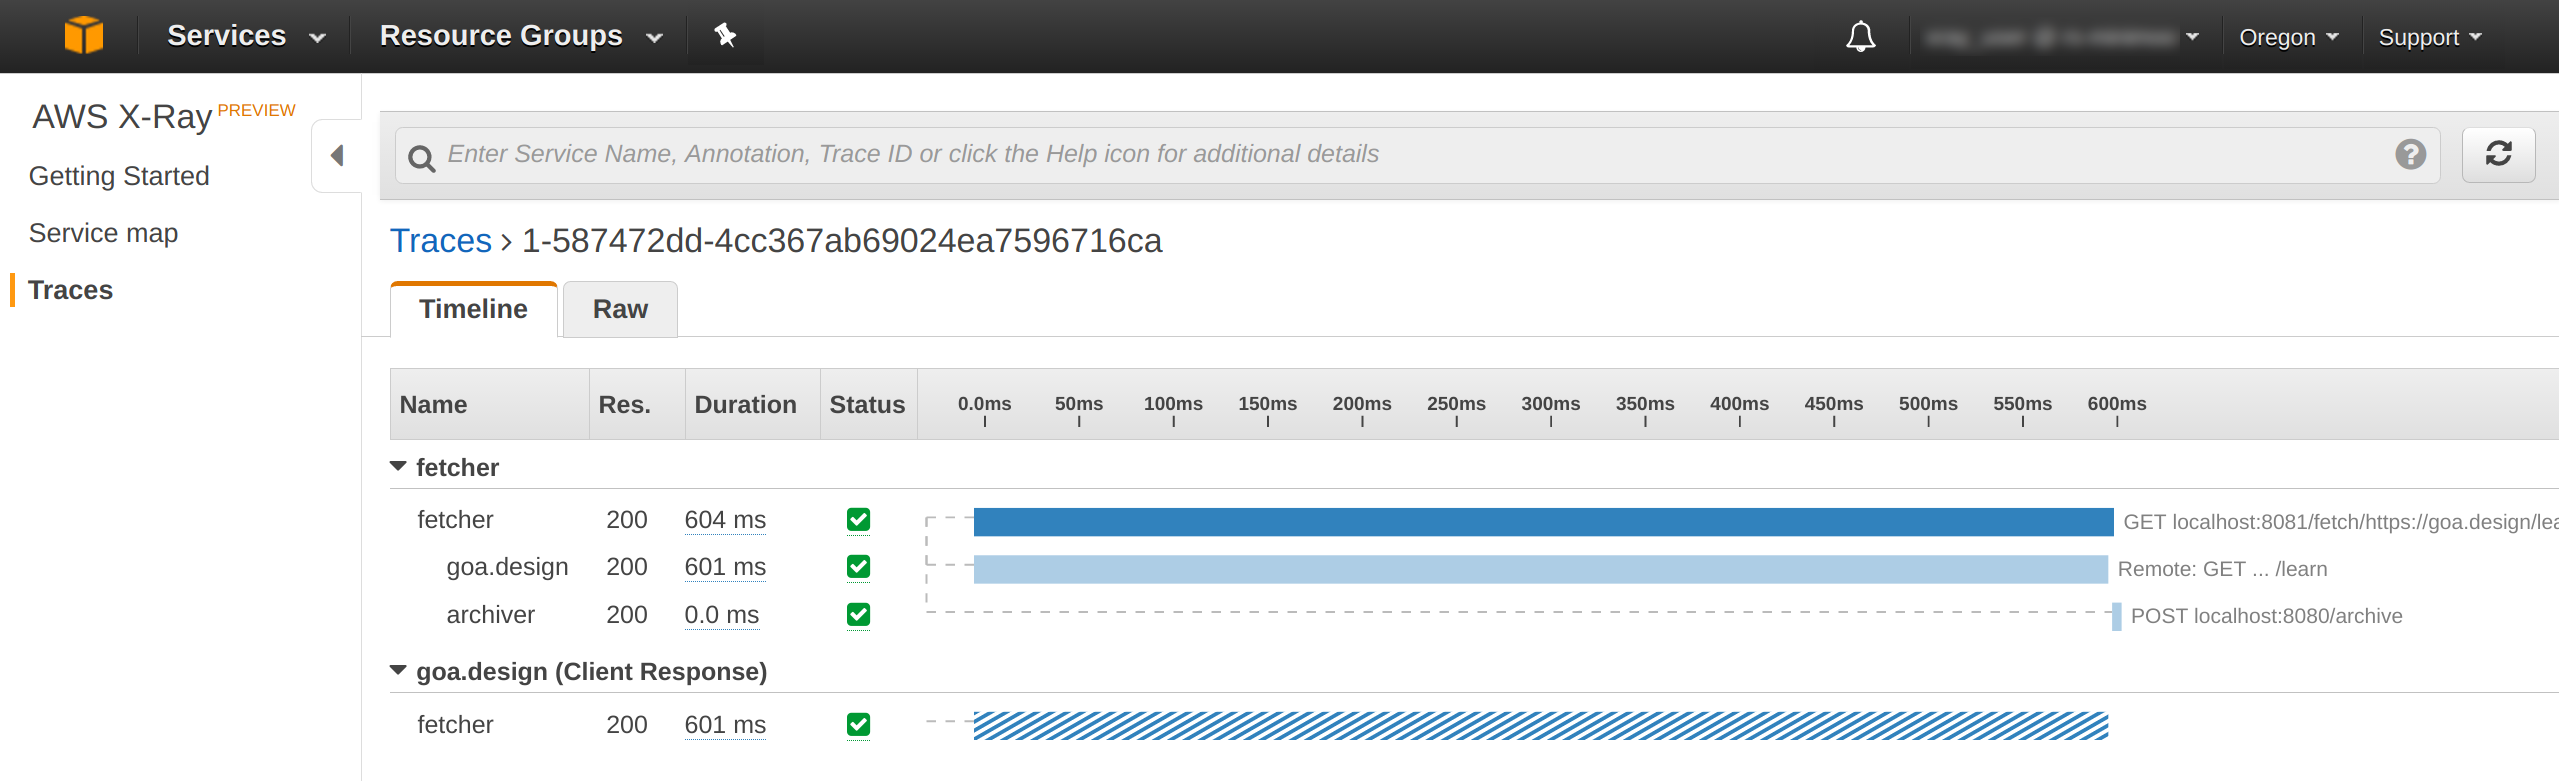 Services Resource Groups Oregon Support
AWS X-Ray PREVIEW
Getting Started
Service map
Traces
Enter Service Name, Annotation, Trace ID or click the Help icon for additional details
Traces › 1-587472dd-4cc367ab69024ea7596716ca
Timeline Raw
Name Res. Duration Status 0.0ms 50ms 100ms 150ms 200ms 250ms 300ms 350ms 400ms 450ms 500ms 550ms 600ms
fetcher
fetcher 200 604 ms GET localhost:8081/fetch/https://goa.design/lea
goa.design 200 601 ms Remote: GET ... /learn
archiver 200 0.0 ms POST localhost:8080/archive
goa.design (Client Response)
fetcher 200 601 ms